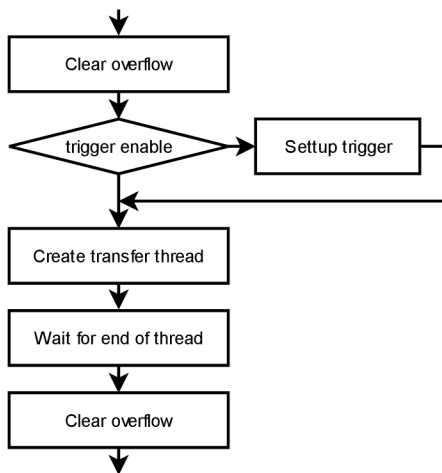 Clear overflow
trigger enable
Settup trigger
Create transfer thread
Wait for end of thread
Clear overflow